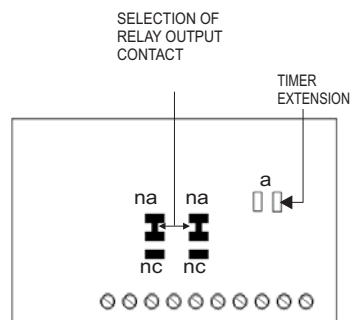 SELECTION OF
RELAY OUTPUT
CONTACT
TIMER
EXTENSION
a
na na
nc nc